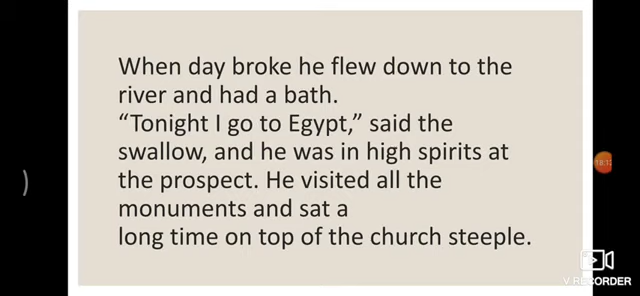 When day broke he flew down to the
river and had a bath.
“Tonight I go to Egypt,” said the
swallow, and he was in high spirits at
the prospect. He visited all the
monuments and sat a
long time on top of the church steeple.
V.RECORDER